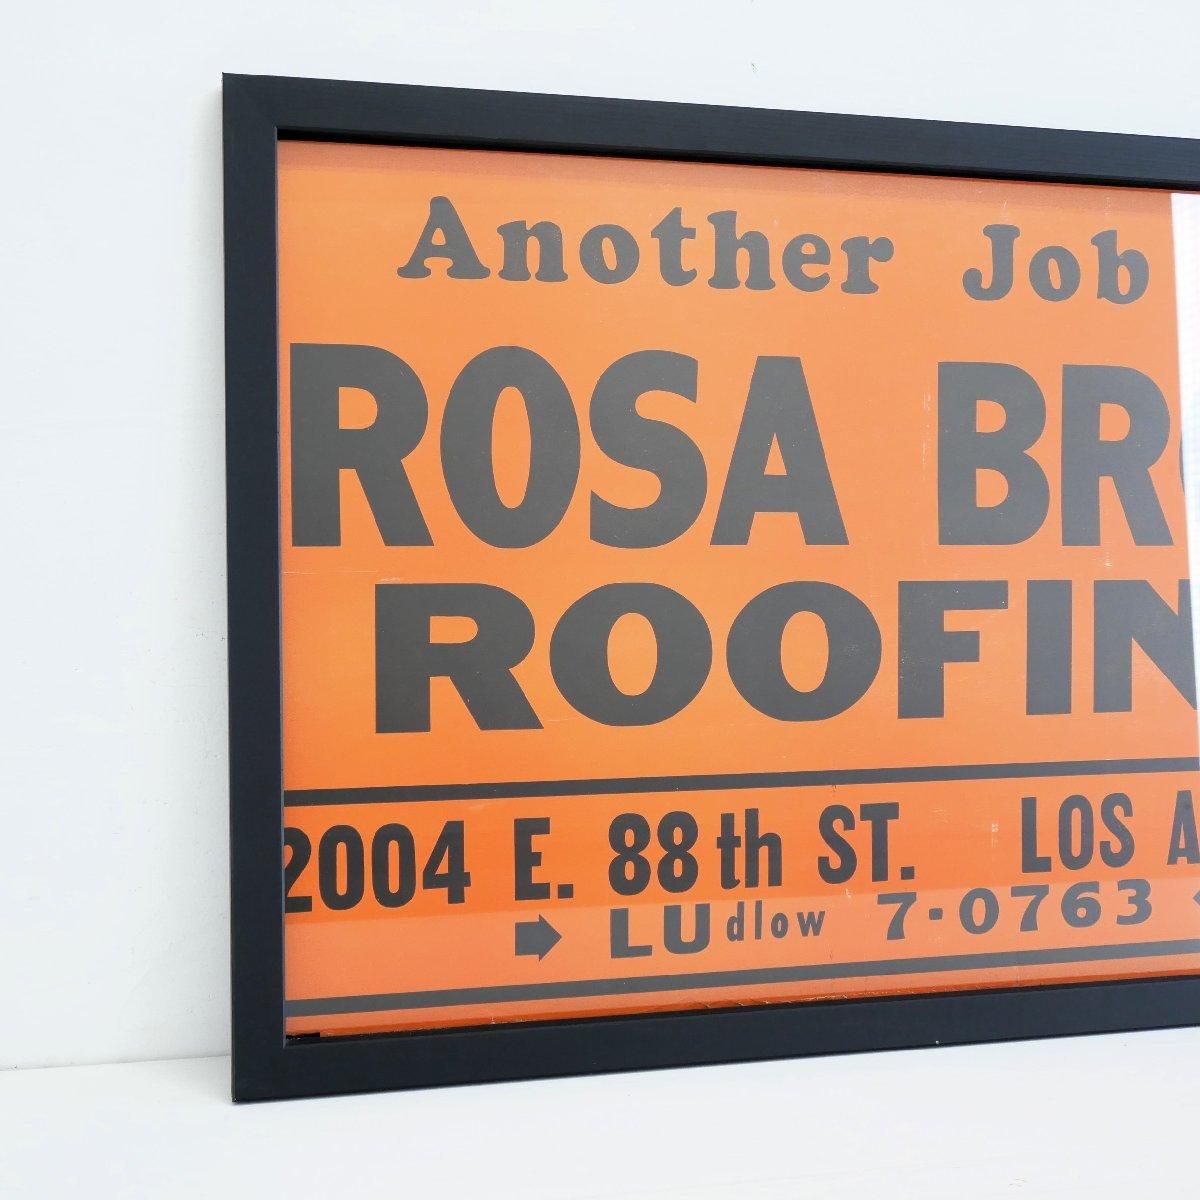 Another Job
ROSA BR
ROOFIN
2004 E. 88th ST. LOS A
LUdlow 7-0763